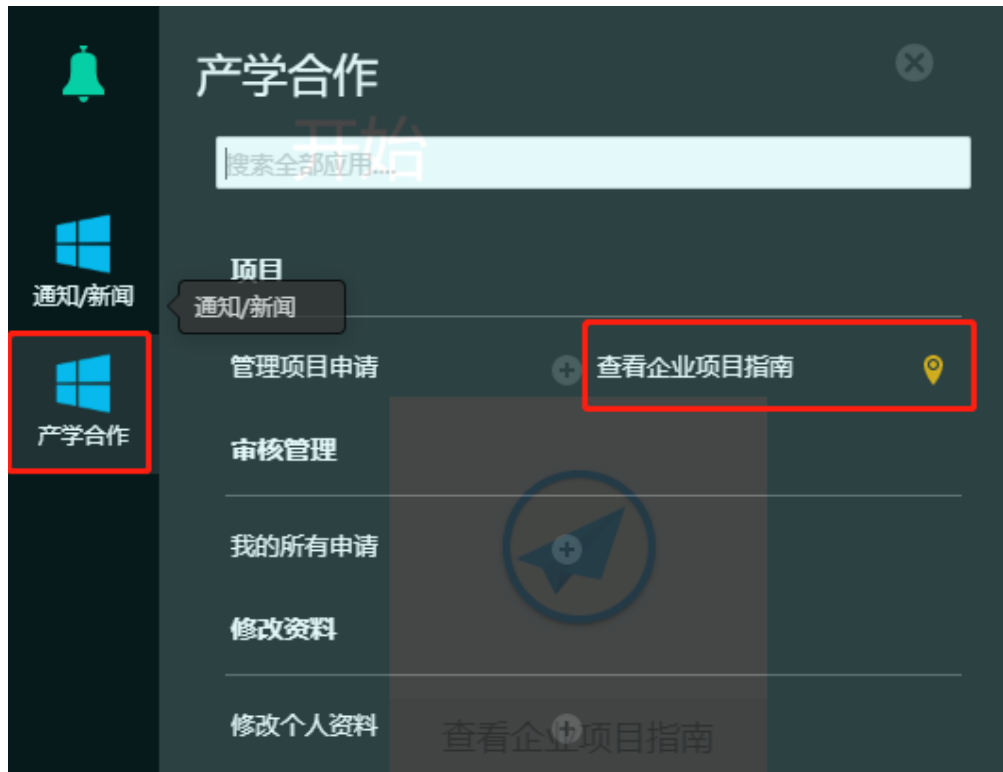 产学合作
开始
搜索全部应用....
通知/新闻
产学合作
项目
通知/新闻
管理项目申请
查看企业项目指南
审核管理
我的所有申请
修改资料
修改个人资料
查看企业项目指南